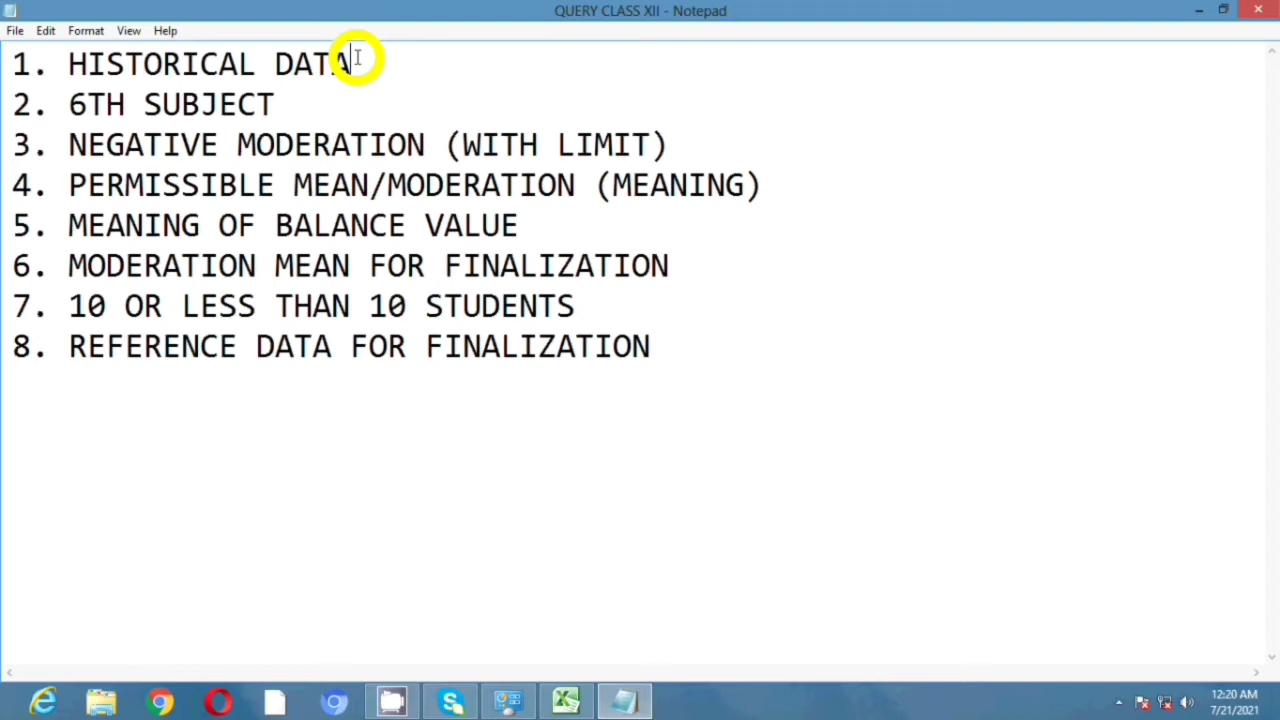 QUERY CLASS XII - Notepad
File Edit Format View Help
1. HISTORICAL DATA
2. 6TH SUBJECT
3. NEGATIVE MODERATION (WITH LIMIT)
4. PERMISSIBLE MEAN/MODERATION (MEANING)
5. MEANING OF BALANCE VALUE
6. MODERATION MEAN FOR FINALIZATION
7. 10 OR LESS THAN 10 STUDENTS
8. REFERENCE DATA FOR FINALIZATION
12:20 AM
7/21/2021